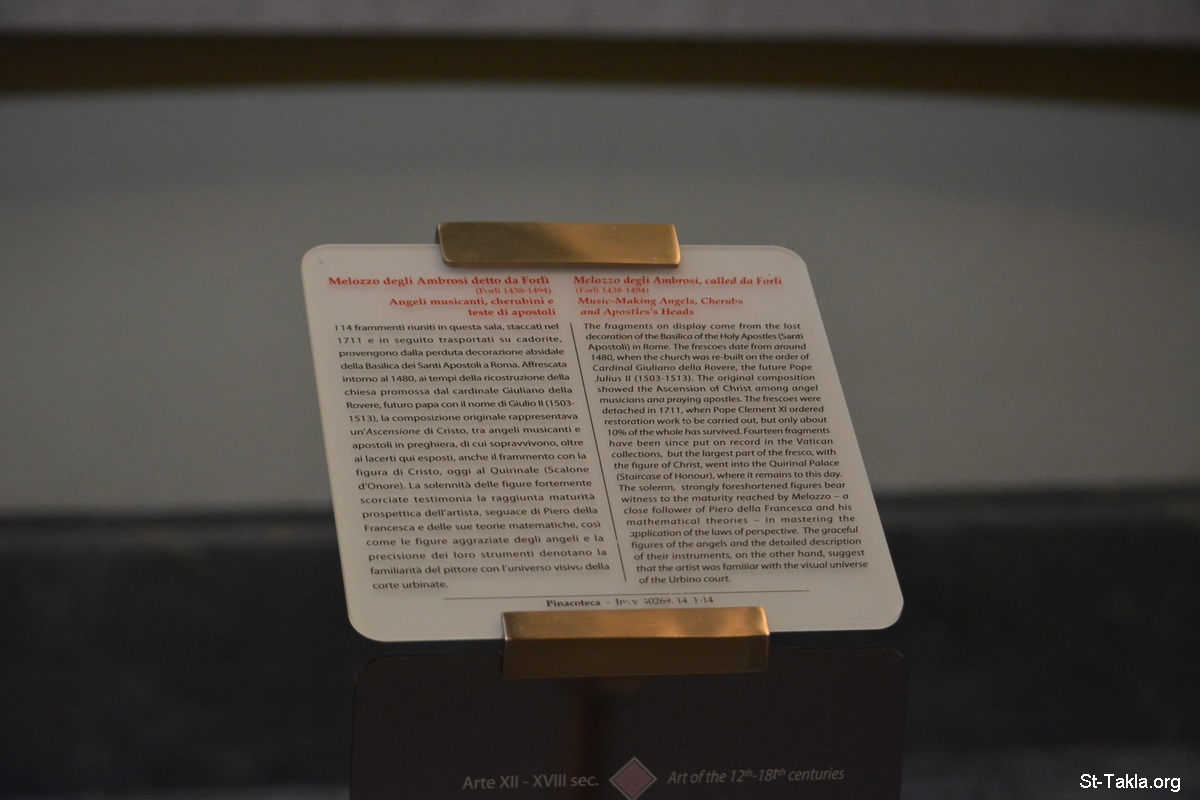 Melozzo degli Ambrosi detto da Forlì
(Forlì 1438-1494)
Angeli musicanti, cherubini e
teste di apostoli
I 14 frammenti riuniti in questa sala, staccati nel
1711 e in seguito trasportati su cadorite,
provengono dalla perduta decorazione absidale
della Basilica dei Santi Apostoli a Roma. Affrescata
intorno al 1480, ai tempi della ricostruzione della
chiesa promossa dal cardinale Giuliano della
Rovere, futuro papa con il nome di Giulio II (1503-
1513), la composizione originale rappresentava
un'Ascensione di Cristo, tra angeli musicanti e
apostoli in preghiera, di cui sopravvivono, oltre
ai lacerti qui esposti, anche il frammento con la
figura di Cristo, oggi al Quirinale (Scalone
d'Onore). La solennità delle figure fortemente
scorciate testimonia la raggiunta maturità
prospettica dell'artista, seguace di Piero della
Francesca e delle sue teorie matematiche, così
come le figure aggraziate degli angeli e la
precisione dei loro strumenti denotano la
familiarità del pittore con l'universo visivo della
corte urbinate.
Melozzo degli Ambrosi, called da Forlì
(Forlì 1438-1494)
Music-Making Angels, Cherubs
and Apostles's Heads
The fragments on display come from the lost
decoration of the Basilica of the Holy Apostles (Santi
Apostoli) in Rome. The frescoes date from around
1480, when the church was re-built on the order of
Cardinal Giuliano della Rovere, the future Pope
Julius II (1503-1513). The original composition
showed the Ascension of Christ among angel
musicians and praying apostles. The frescoes were
detached in 1711, when Pope Clement XI ordered
restoration work to be carried out, but only about
10% of the whole has survived. Fourteen fragments
have been since put on record in the Vatican
collections, but the largest part of the fresco, with
the figure of Christ, went into the Quirinal Palace
(Staircase of Honour), where it remains to this day.
The solemn, strongly foreshortened figures bear
witness to the maturity reached by Melozzo – a
close follower of Piero della Francesca and his
mathematical theories – in mastering the
application of the laws of perspective. The graceful
figures of the angels and the detailed description
of their instruments, on the other hand, suggest
that the artist was familiar with the visual universe
of the Urbino court.
Pinacoteca -
Arte XII - XVIII sec.
Art of the 12th-18th centuries
St-Takla.org